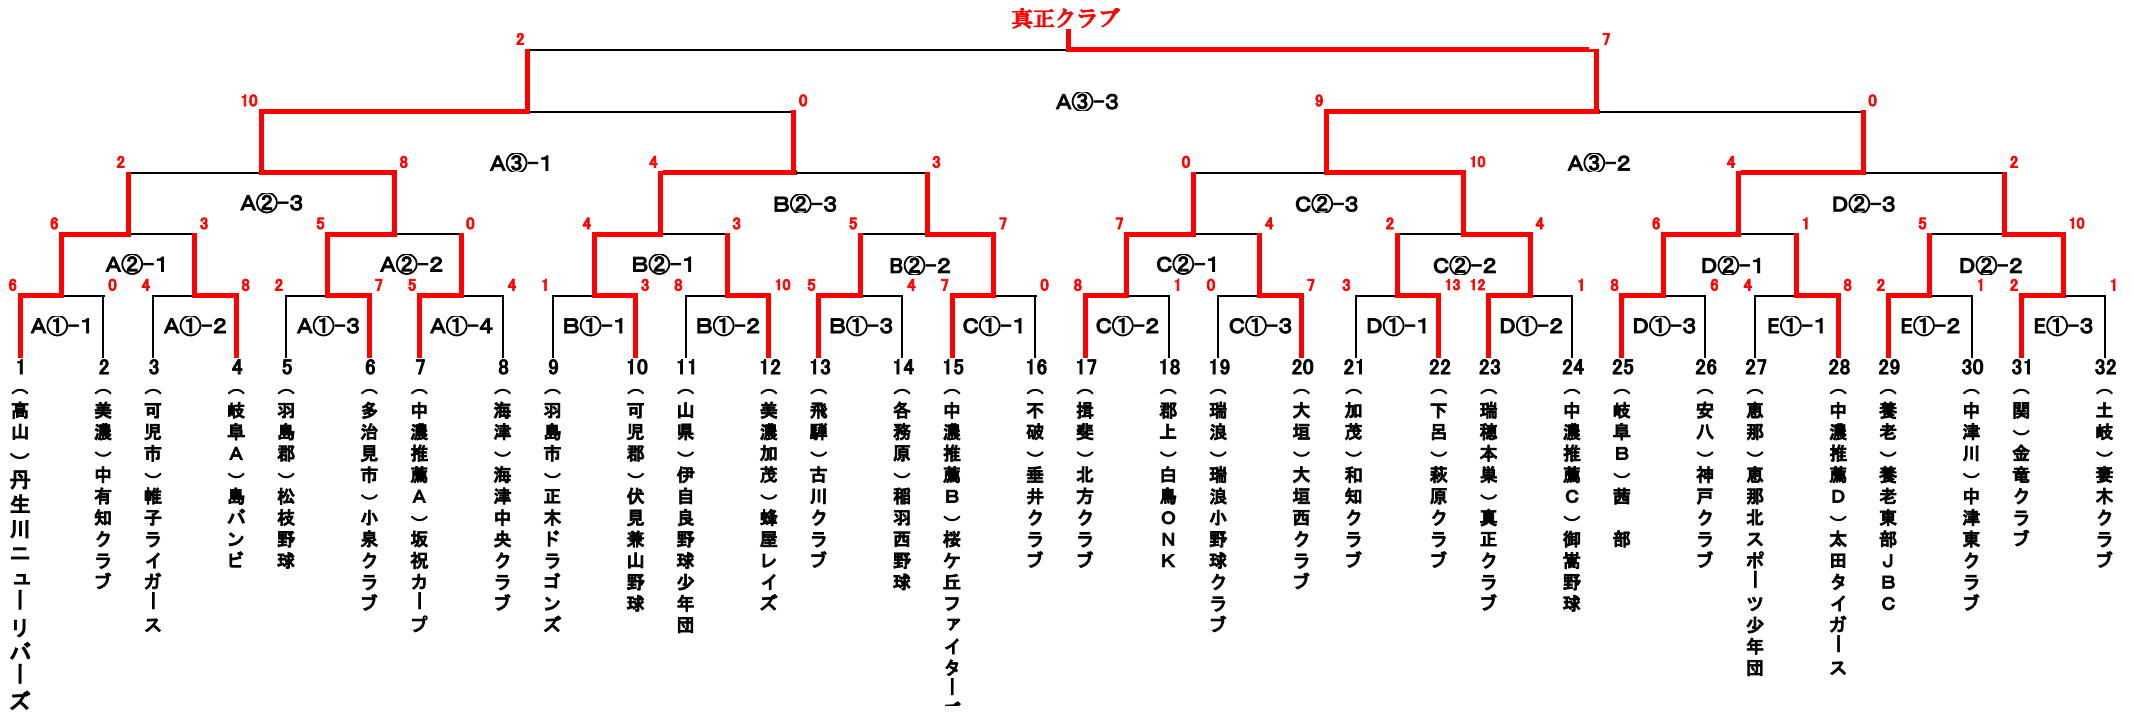 真正クラブ
2 7
10 0 A③-3 9 0
2 8 A③-1 4 3 0 10 A③-2 4 2
A②-3 B②-3 C②-3 D②-3
6 3 5 0 4 3 5 7 7 4 2 4 6 1 5 10
A②-1 A②-2 B②-1 B②-2 C②-1 C②-2 D②-1 D②-2
6 0 4 8 2 7 5 4 1 3 8 10 5 4 7 0 8 1 0 7 3 13 12 1 8 6 4 8 2 1 2 1
A①-1 A①-2 A①-3 A①-4 B①-1 B①-2 B①-3 C①-1 C①-2 C①-3 D①-1 D①-2 D①-3 E①-1 E①-2 E①-3
1 2 3 4 5 6 7 8 9 10 11 12 13 14 15 16 17 18 19 20 21 22 23 24 25 26 27 28 29 30 31 32
（高山）丹生川ニューリバーズ
（美濃）中有知クラブ
（可児市）帷子ライガース
（岐阜A）島バンビ
（羽島郡）松枝野球
（多治見市）小泉クラブ
（中濃推薦A）坂祝カープ
（海津）海津中央クラブ
（羽島市）正木ドラゴンズ
（可児郡）伏見兼山野球
（山県）伊自良野球少年団
（美濃加茂）蜂屋レイズ
（飛騨）古川クラブ
（各務原）稲羽西野球
（中濃推薦B）桜ケ丘ファイターズ
（不破）垂井クラブ
（揖斐）北方クラブ
（郡上）白鳥ONK
（瑞浪）瑞浪小野球クラブ
（大垣）大垣西クラブ
（加茂）和知クラブ
（下呂）萩原クラブ
（瑞穂本巣）真正クラブ
（中濃推薦C）御嵩野球
（岐阜B）茜　部
（安八）神戸クラブ
（恵那）恵那北スポーツ少年団
（中濃推薦D）太田タイガース
（養老）養老東部JBC
（中津川）中津東クラブ
（関）金竜クラブ
（土岐）妻木クラブ